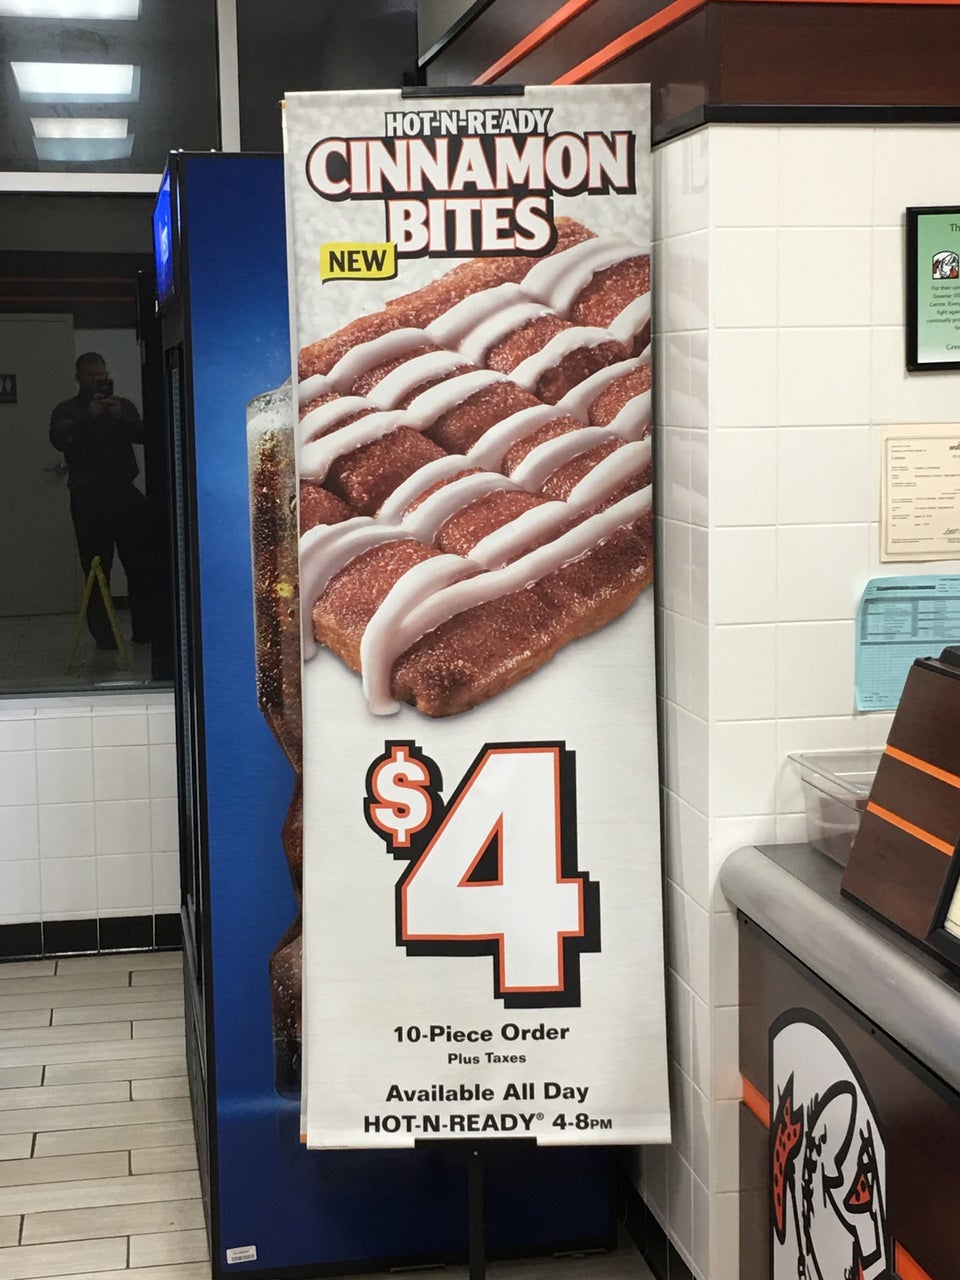 HOT-N-READY
CINNAMON
BITES
NEW
$4
10-Piece Order
Plus Taxes
Available All Day
HOT-N-READY® 4-8PM